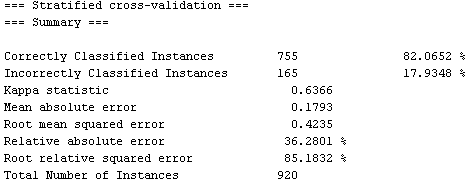 === Stratified cross-validation ===
=== Summary ===
Correctly Classified Instances 755 82.0652 %
Incorrectly Classified Instances 165 17.9348 %
Kappa statistic 0.6366
Mean absolute error 0.1793
Root mean squared error 0.4235
Relative absolute error 36.2801 %
Root relative squared error 85.1832 %
Total Number of Instances 920